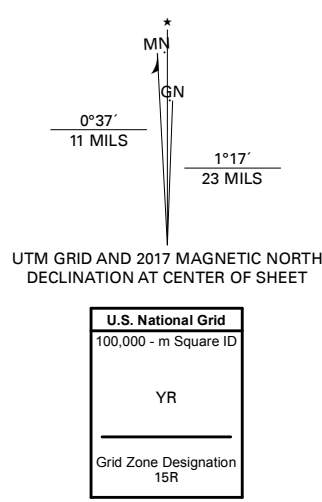 ★
MN
GN
0°37´
11 MILS
1°17´
23 MILS
UTM GRID AND 2017 MAGNETIC NORTH
DECLINATION AT CENTER OF SHEET
U.S. National Grid
100,000 - m Square ID
YR
Grid Zone Designation
15R